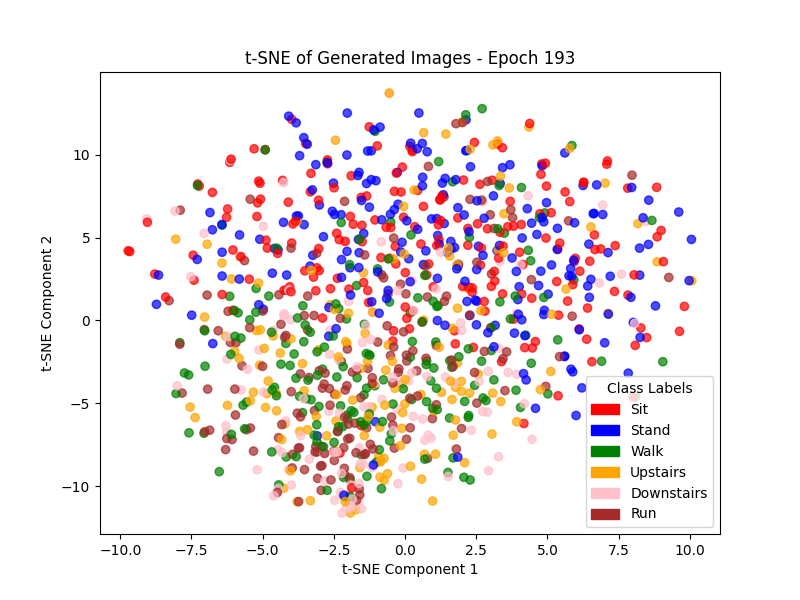 t-SNE of Generated Images - Epoch 193
t-SNE Component 2
10
5
0
−5
−10
Class Labels
Sit
Stand
Walk
Upstairs
Downstairs
Run
−10.0 −7.5 −5.0 −2.5 0.0 2.5 5.0 7.5 10.0
t-SNE Component 1